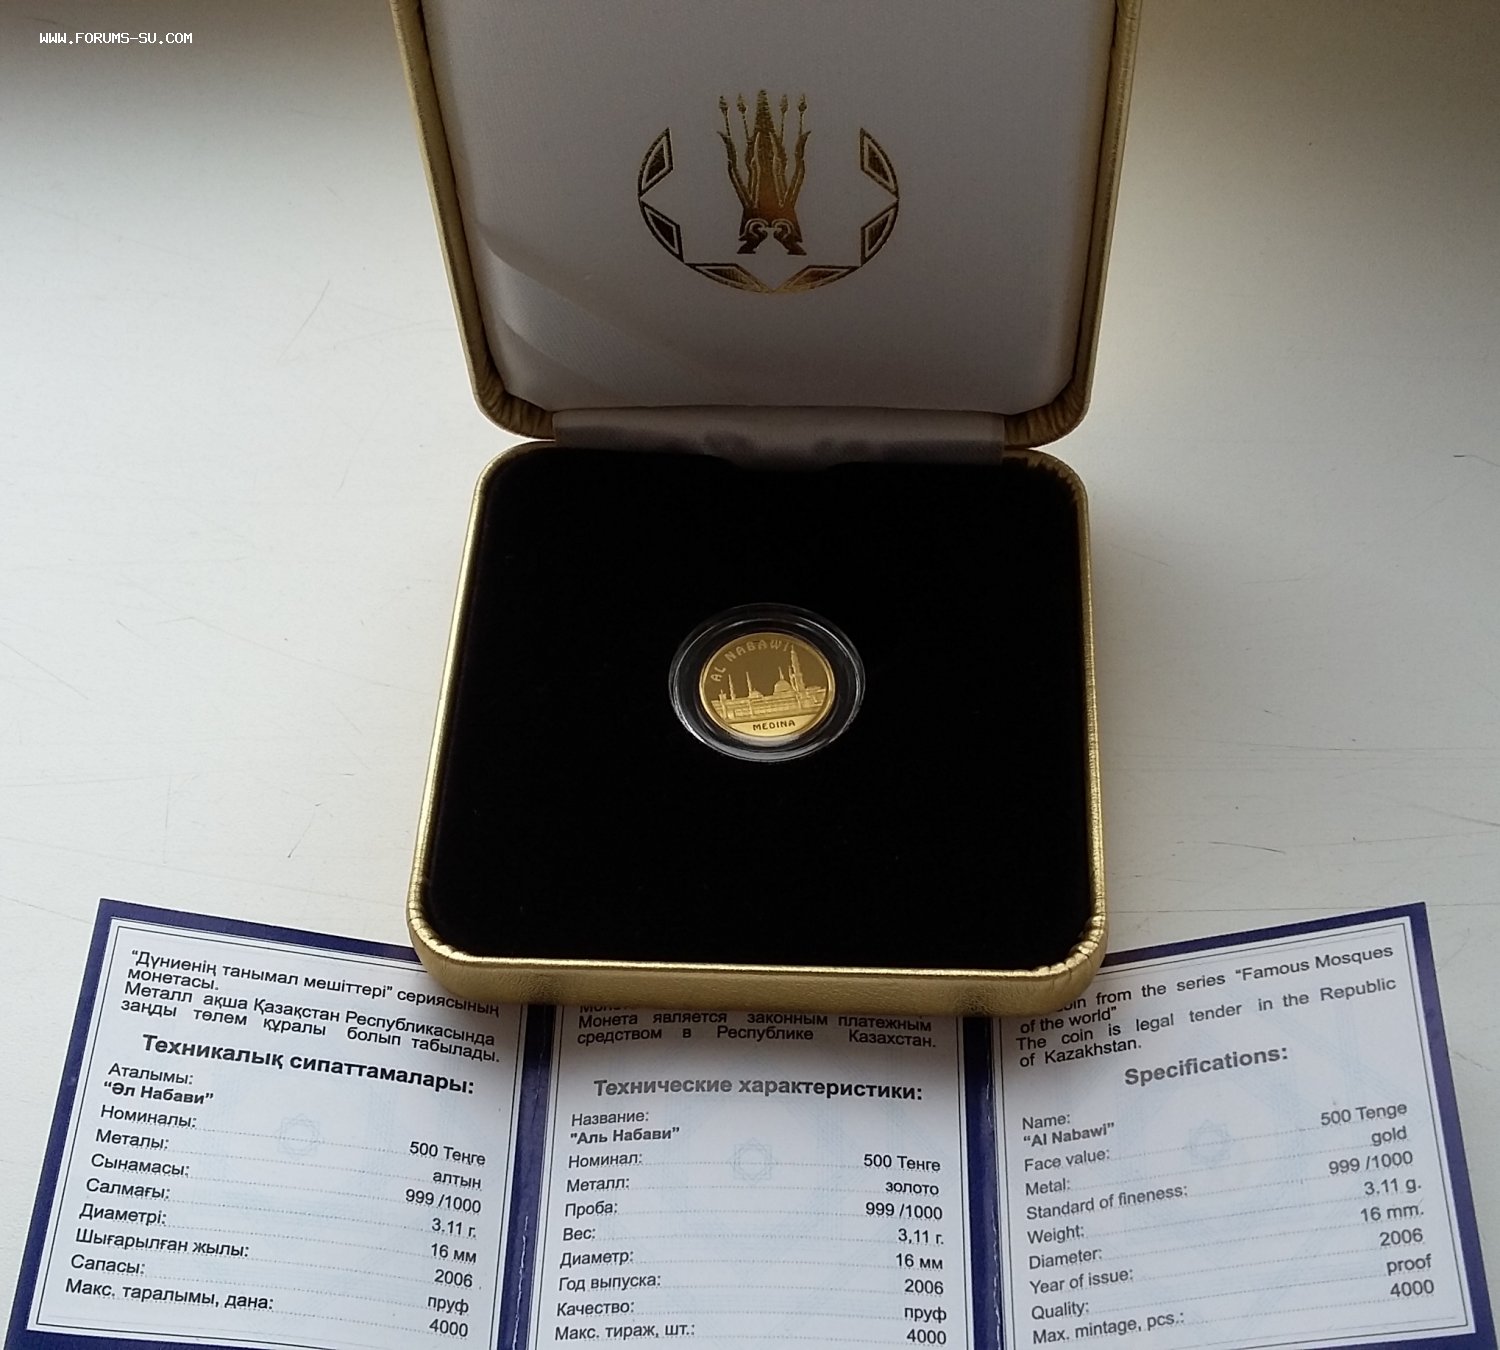 WWW.FORUMS-SU.COM
AL NABAWI
MEDINA
"Дүниенің танымал мешіттері" сериясының
монетасы.
Металл ақша Қазақстан Республикасында
заңды төлем құралы болып табылады.
Техникалық сипаттамалары:
Аталымы:
"Әл Набави"
Номиналы: 500 Теңге
Металы: алтын
Сынамасы: 999 /1000
Салмағы: 3.11 г.
Диаметрі: 16 мм
Шығарылған жылы: 2006
Сапасы: пруф
Макс. таралымы, дана: 4000
Монета является законным платежным
средством в Республике Казахстан.
Технические характеристики:
Название:
"Аль Набави"
Номинал: 500 Тенге
Металл: золото
Проба: 999 /1000
Вес: 3,11 г.
Диаметр: 16 мм
Год выпуска: 2006
Качество: пруф
Макс. тираж, шт.: 4000
from the series "Famous Mosques
of the world"
The coin is legal tender in the Republic
of Kazakhstan.
Specifications:
Name:
"Al Nabawi"
Face value: 500 Tenge
Metal: gold
Standard of fineness: 999 /1000
Weight: 3.11 g.
Diameter: 16 mm.
Year of issue: 2006
Quality: proof
Max. mintage, pcs.: 4000